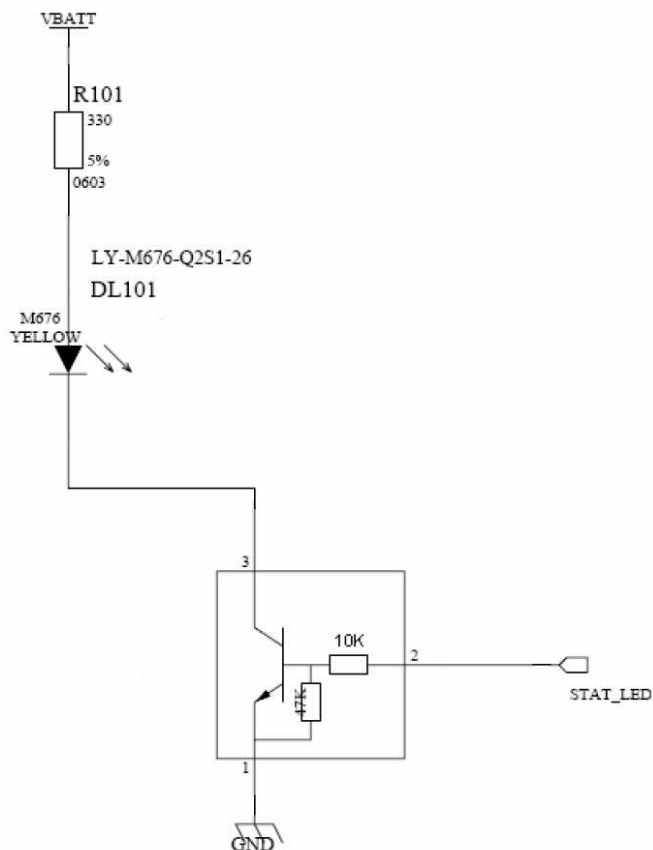 VBATT
R101
330
5%
0603
LY-M676-Q2S1-26
DL101
M676
YELLOW
3
10K
2
47K
STAT_LED
1
GND